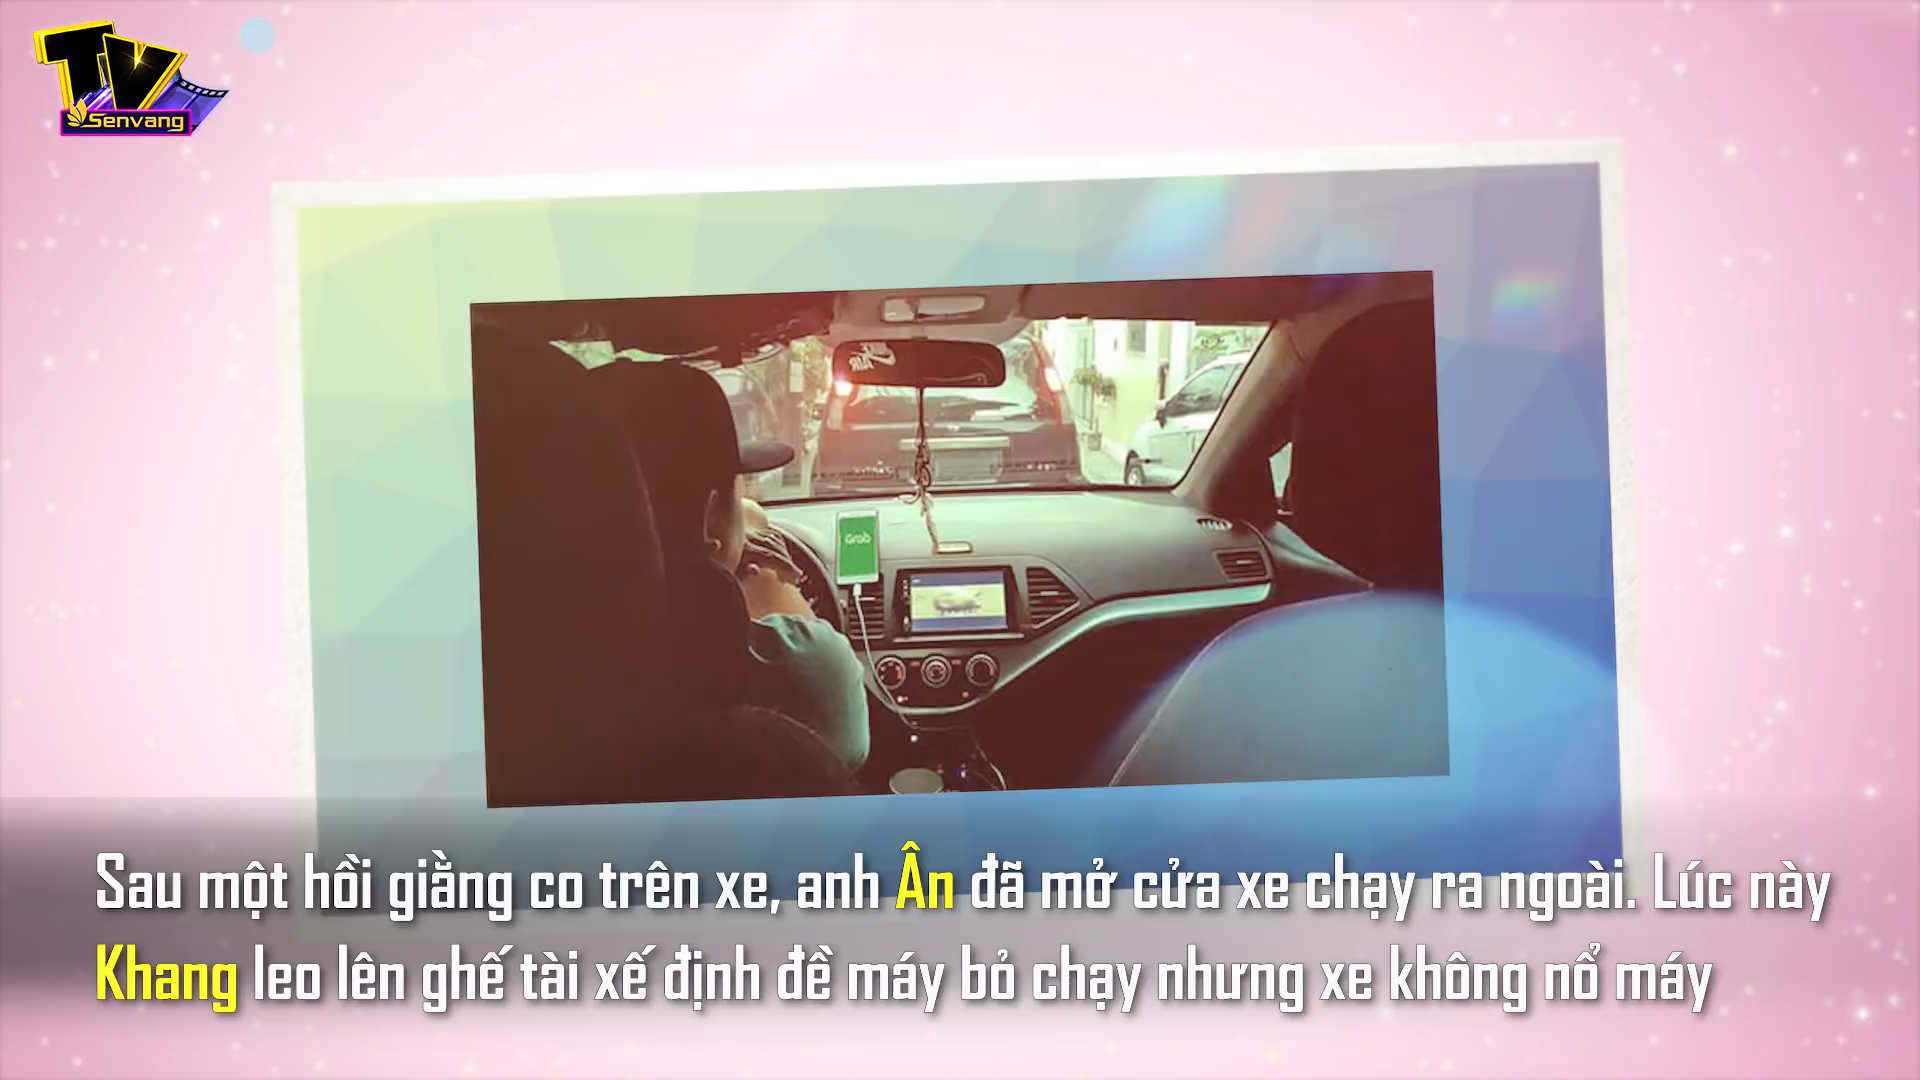 TV
Senvang
Grab
Sau một hồi giằng co trên xe, anh Ân đã mở cửa xe chạy ra ngoài. Lúc này
Khang leo lên ghế tài xế định đề máy bỏ chạy nhưng xe không nổ máy